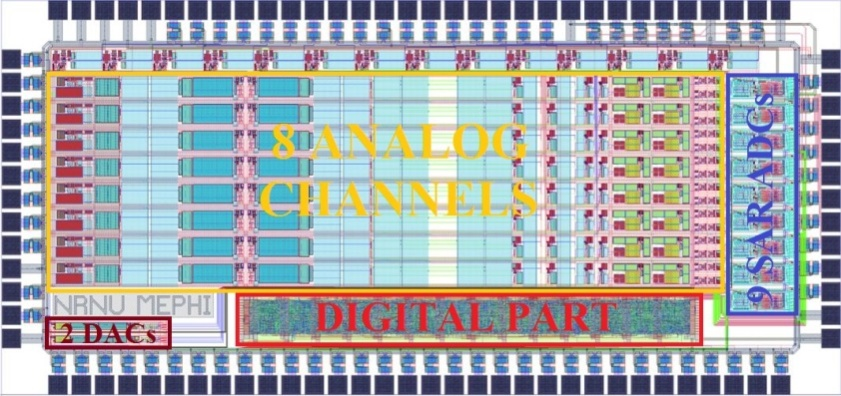 8 ANALOG
CHANNELS
9 SAR ADCs
NRNU MEPHI
DIGITAL PART
2 DACs